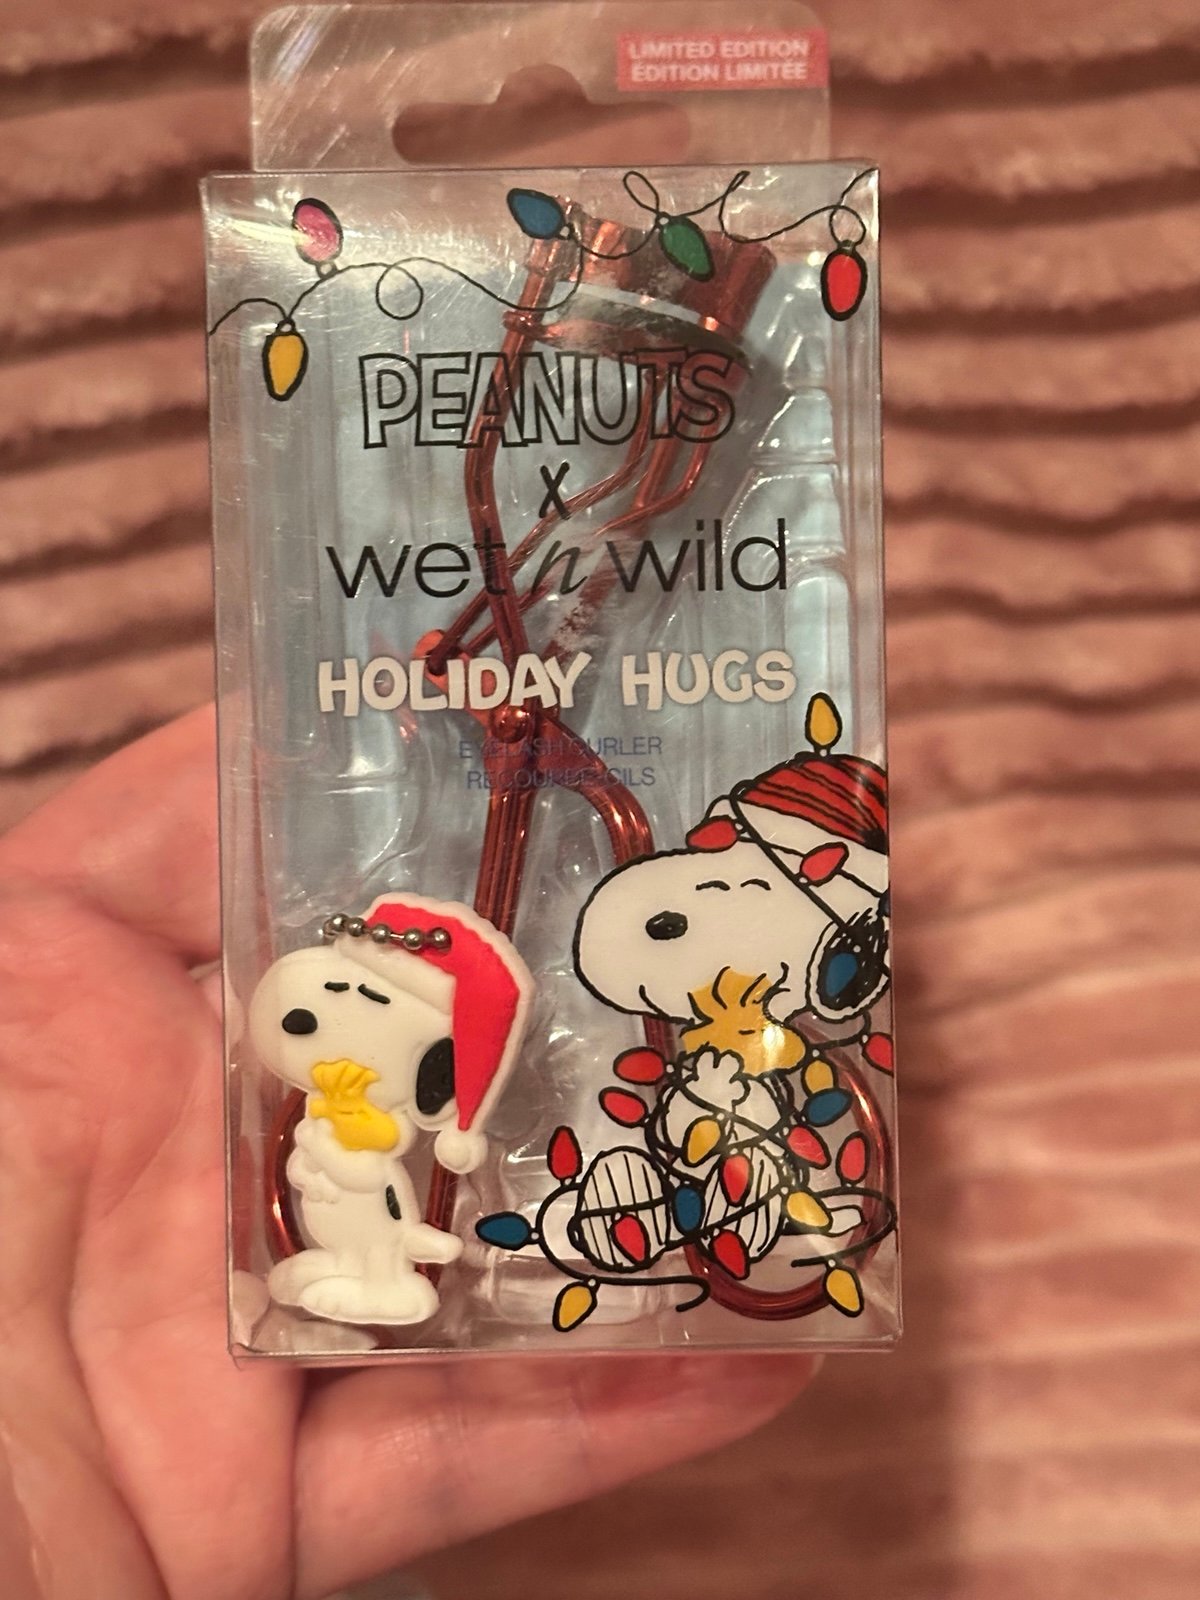 LIMITED EDITION
ÉDITION LIMITÉE
PEANUTS
X
wet n wild
HOLIDAY HUGS
EYELASH CURLER
RECOURBE-CILS